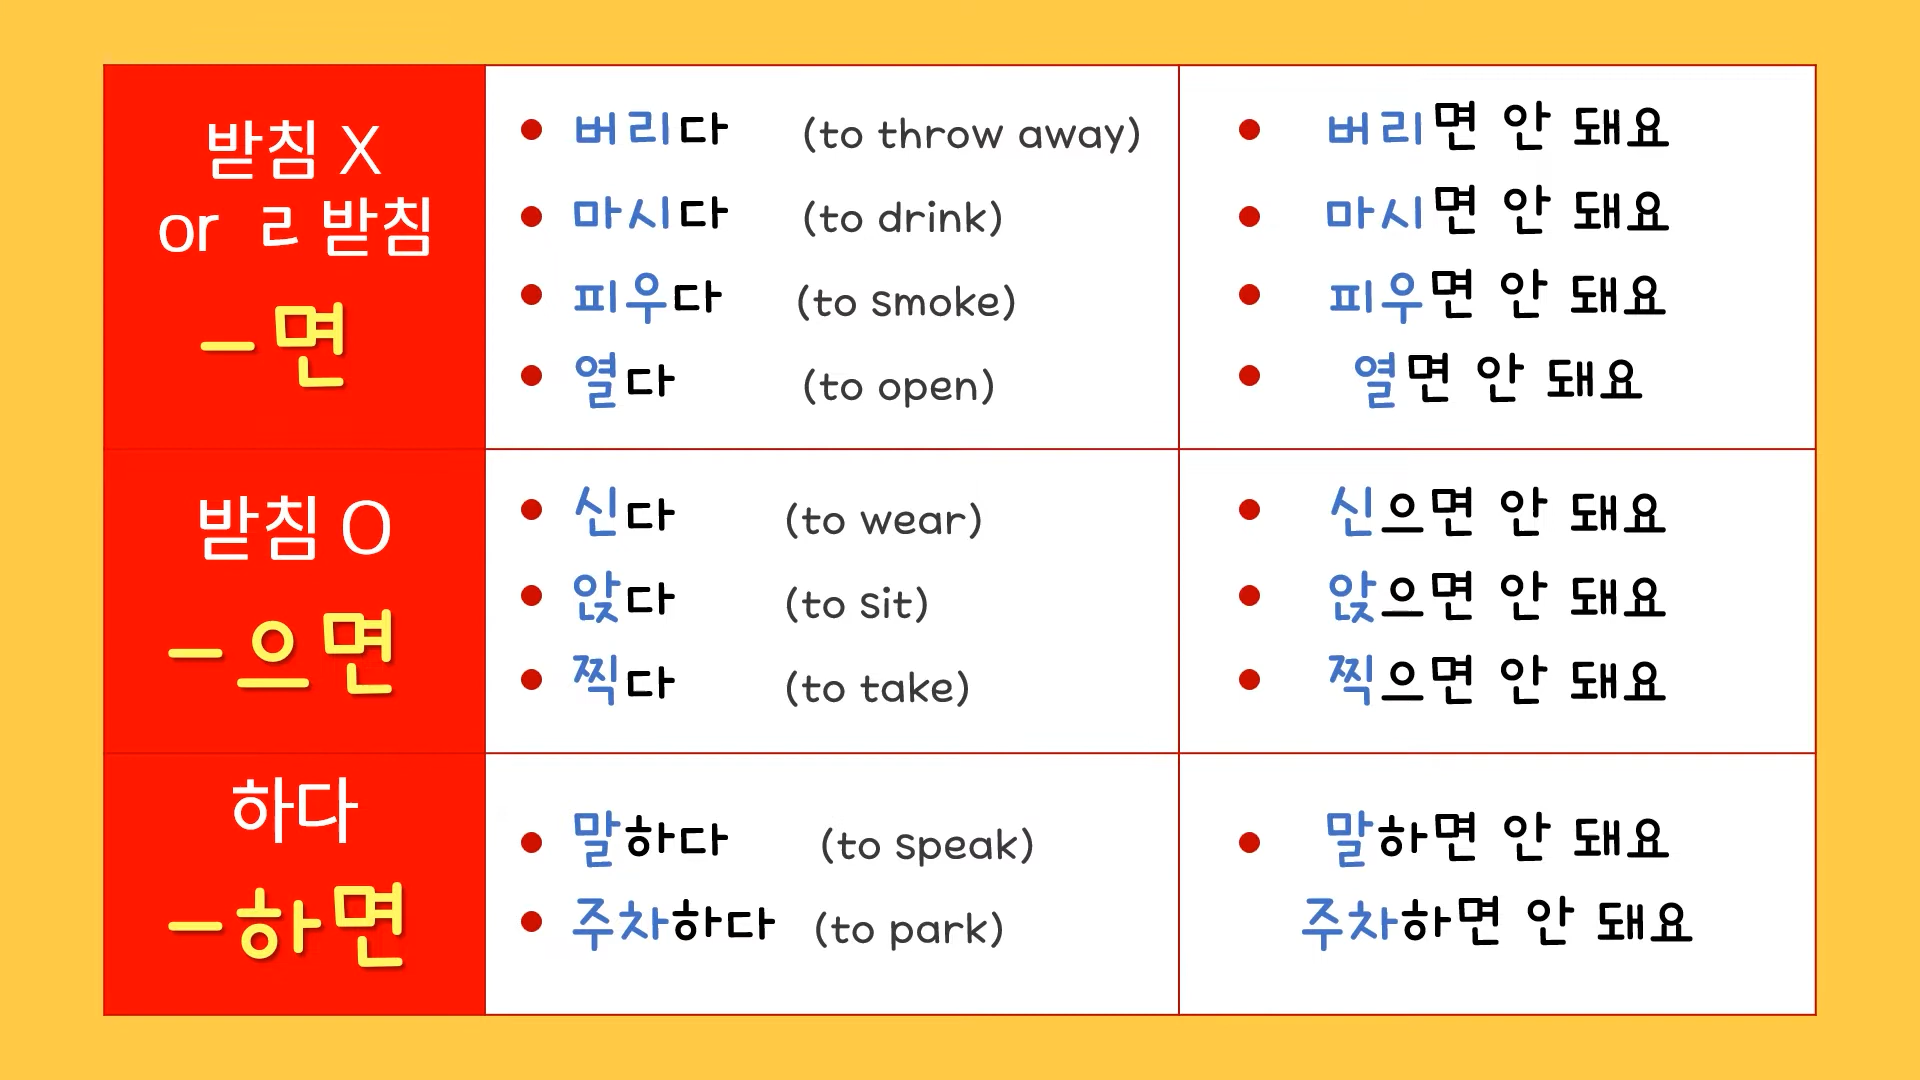 받침 X
or ㄹ받침
-면
• 버리다 (to throw away)
• 마시다 (to drink)
• 피우다 (to smoke)
• 열다 (to open)
• 버리면 안 돼요
• 마시면 안 돼요
• 피우면 안 돼요
• 열면 안 돼요
받침 O
-으면
• 신다 (to wear)
• 앉다 (to sit)
• 찍다 (to take)
• 신으면 안 돼요
• 앉으면 안 돼요
• 찍으면 안 돼요
하다
-하면
• 말하다 (to speak)
• 주차하다 (to park)
• 말하면 안 돼요
주차하면 안 돼요